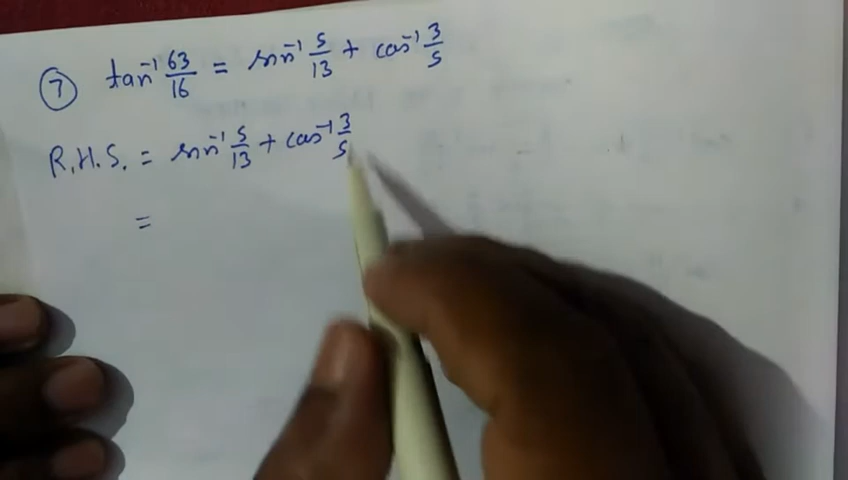 ⑦ tan⁻¹ 63/16 = sin⁻¹ 5/13 + cos⁻¹ 3/5
R.H.S. = sin⁻¹ 5/13 + cos⁻¹ 3/5
=